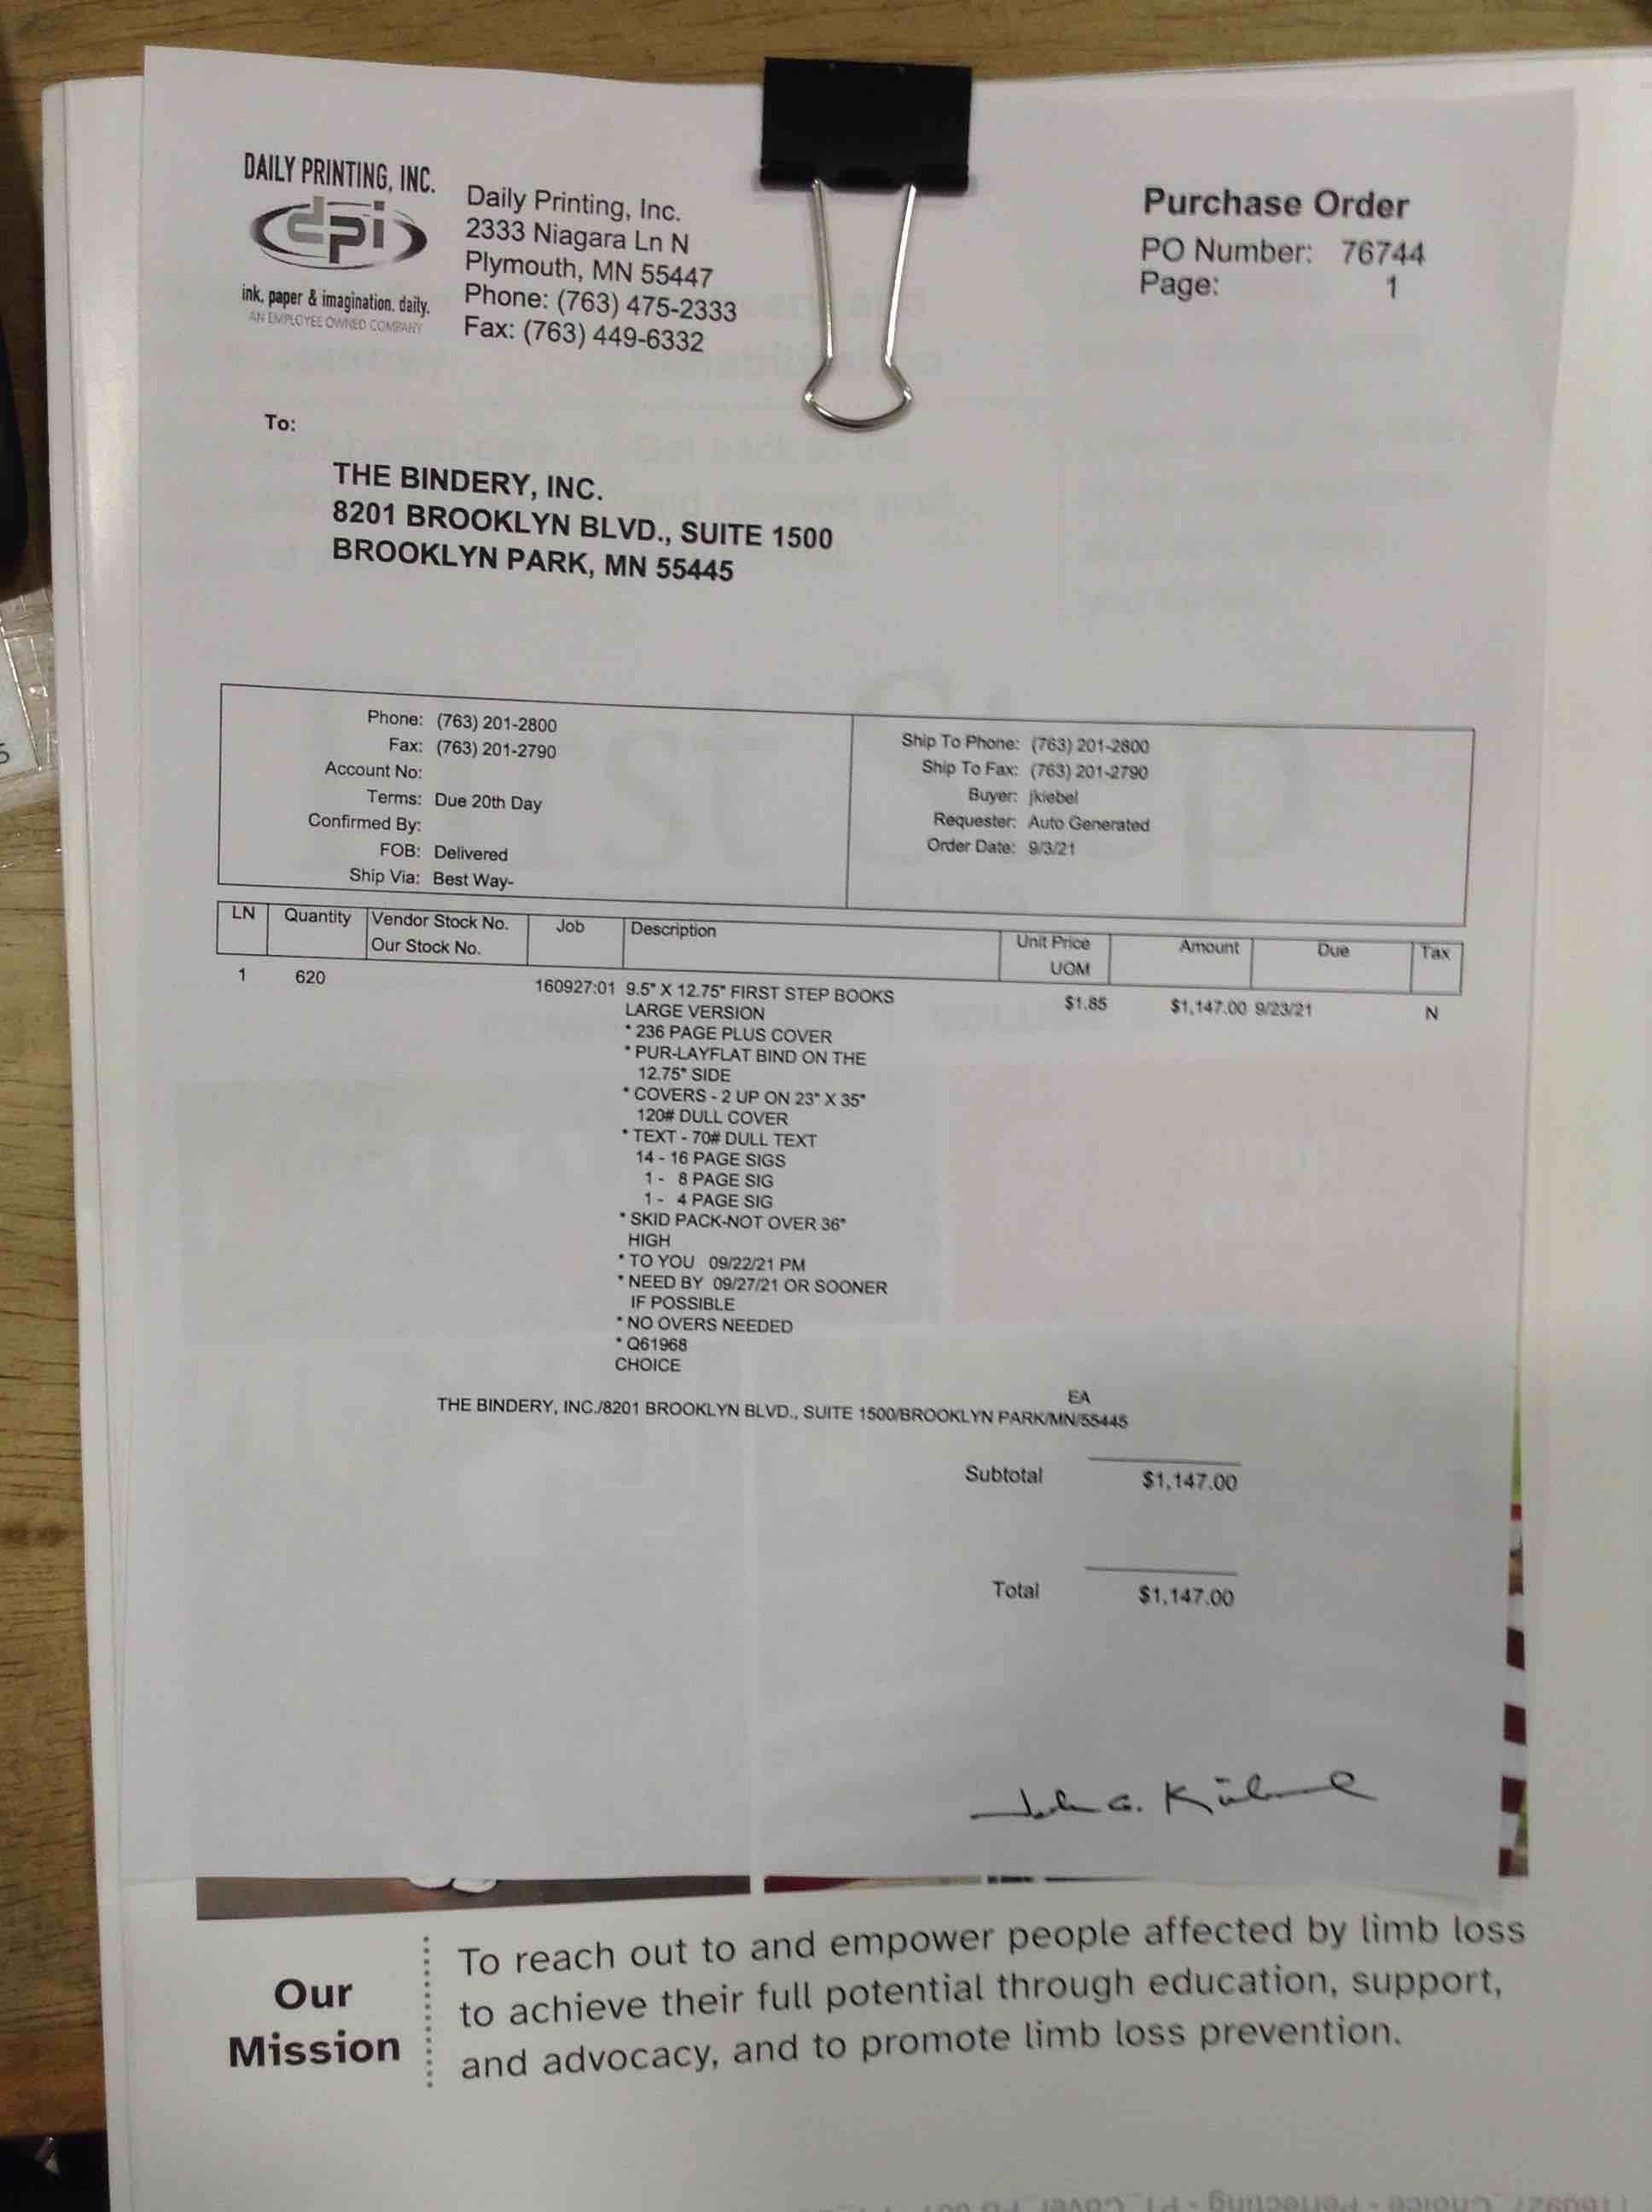 DAILY PRINTING, INC.
dpi
ink, paper & imagination. daily.
AN EMPLOYEE OWNED COMPANY
Daily Printing, Inc.
2333 Niagara Ln N
Plymouth, MN 55447
Phone: (763) 475-2333
Fax: (763) 449-6332
Purchase Order
PO Number: 76744
Page: 1
To:
THE BINDERY, INC.
8201 BROOKLYN BLVD., SUITE 1500
BROOKLYN PARK, MN 55445
Phone: (763) 201-2800
Fax: (763) 201-2790
Account No:
Terms: Due 20th Day
Confirmed By:
FOB: Delivered
Ship Via: Best Way-
Ship To Phone: (763) 201-2800
Ship To Fax: (763) 201-2790
Buyer: jkiebel
Requester: Auto Generated
Order Date: 9/3/21
LN Quantity Vendor Stock No. Job Description Unit Price Amount Due Tax
Our Stock No. UOM
1 620 160927:01 9.5" X 12.75" FIRST STEP BOOKS $1.85 $1,147.00 9/23/21 N
LARGE VERSION
* 236 PAGE PLUS COVER
* PUR-LAYFLAT BIND ON THE
12.75" SIDE
* COVERS - 2 UP ON 23" X 35"
120# DULL COVER
* TEXT - 70# DULL TEXT
14 - 16 PAGE SIGS
1 - 8 PAGE SIG
1 - 4 PAGE SIG
* SKID PACK-NOT OVER 36"
HIGH
* TO YOU 09/22/21 PM
* NEED BY 09/27/21 OR SOONER
IF POSSIBLE
* NO OVERS NEEDED
* Q61968
CHOICE
EA
THE BINDERY, INC./8201 BROOKLYN BLVD., SUITE 1500/BROOKLYN PARK/MN/55445
Subtotal $1,147.00
Total $1,147.00
Our Mission
To reach out to and empower people affected by limb loss
to achieve their full potential through education, support,
and advocacy, and to promote limb loss prevention.